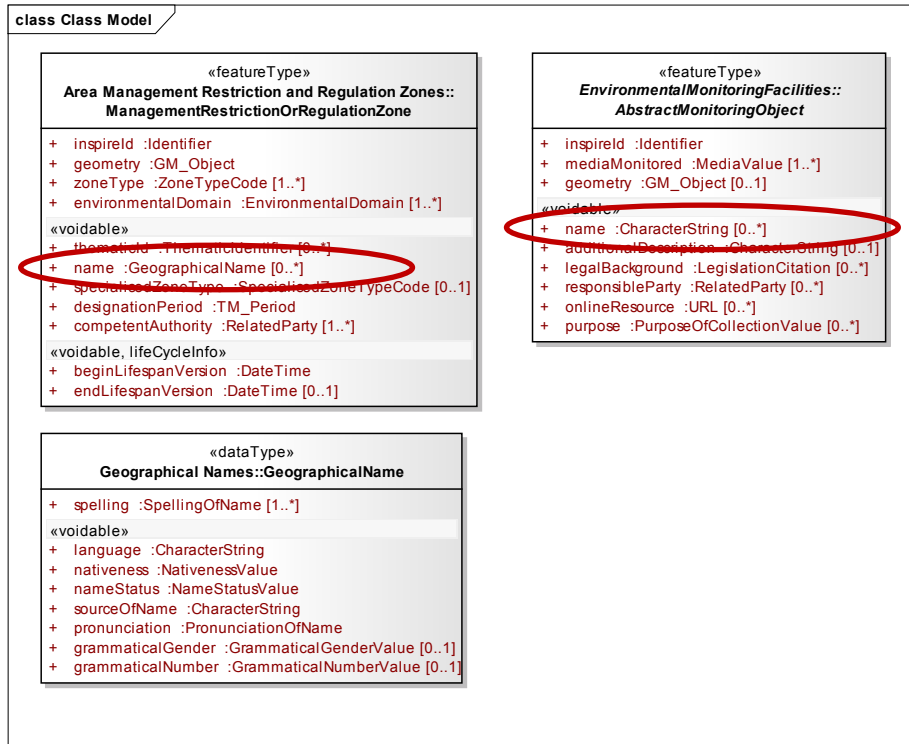 class Class Model
«featureType»
Area Management Restriction and Regulation Zones::
ManagementRestrictionOrRegulationZone
+ inspireId :Identifier
+ geometry :GM_Object
+ zoneType :ZoneTypeCode [1..*]
+ environmentalDomain :EnvironmentalDomain [1..*]
«voidable»
+ thematicId :ThematicIdentifier [0..*]
+ name :GeographicalName [0..*]
+ specialisedZoneType :SpecialisedZoneTypeCode [0..1]
+ designationPeriod :TM_Period
+ competentAuthority :RelatedParty [1..*]
«voidable, lifeCycleInfo»
+ beginLifespanVersion :DateTime
+ endLifespanVersion :DateTime [0..1]
«featureType»
EnvironmentalMonitoringFacilities::
AbstractMonitoringObject
+ inspireId :Identifier
+ mediaMonitored :MediaValue [1..*]
+ geometry :GM_Object [0..1]
«voidable»
+ name :CharacterString [0..*]
+ additionalDescription :CharacterString [0..1]
+ legalBackground :LegislationCitation [0..*]
+ responsibleParty :RelatedParty [0..*]
+ onlineResource :URL [0..*]
+ purpose :PurposeOfCollectionValue [0..*]
«dataType»
Geographical Names::GeographicalName
+ spelling :SpellingOfName [1..*]
«voidable»
+ language :CharacterString
+ nativeness :NativenessValue
+ nameStatus :NameStatusValue
+ sourceOfName :CharacterString
+ pronunciation :PronunciationOfName
+ grammaticalGender :GrammaticalGenderValue [0..1]
+ grammaticalNumber :GrammaticalNumberValue [0..1]